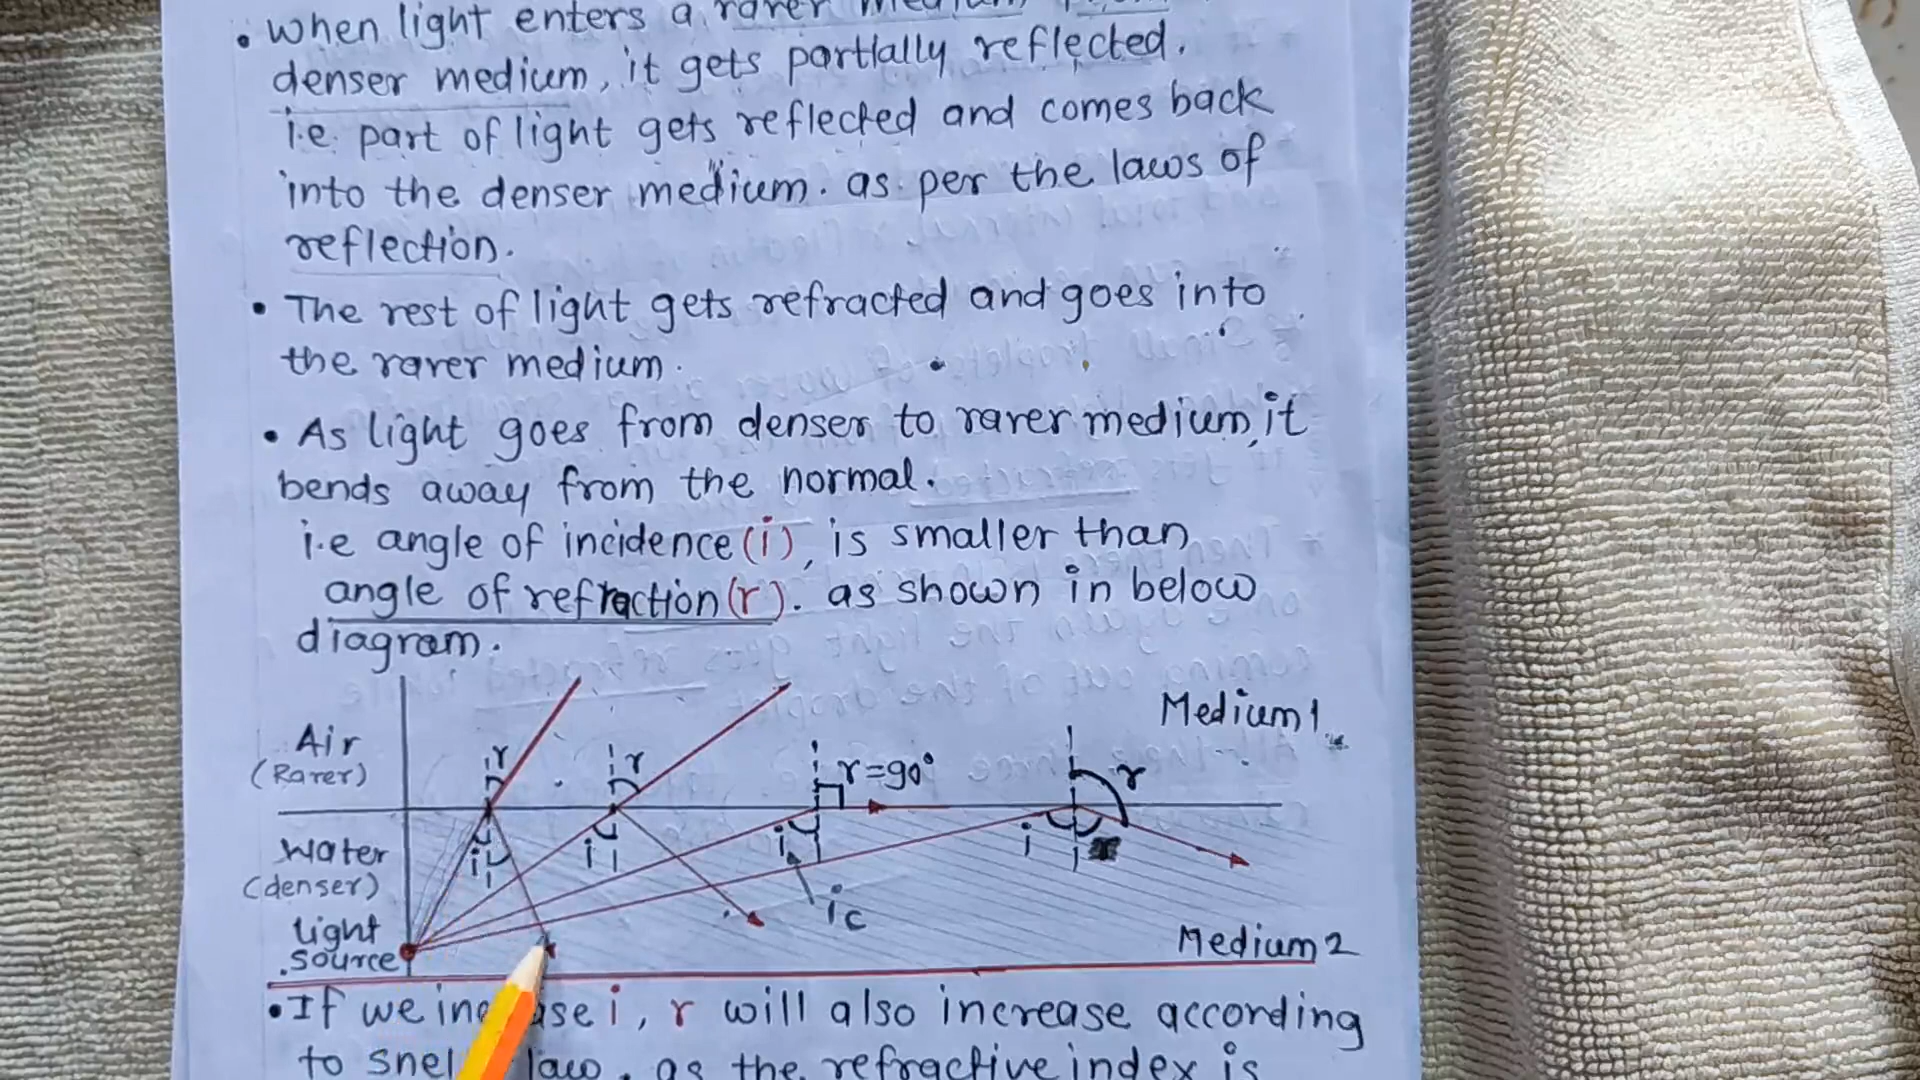 • When light enters a rarer medium from
denser medium, it gets partially reflected.
i.e. part of light gets reflected and comes back
into the denser medium. as per the laws of
reflection.
• The rest of light gets refracted and goes into
the rarer medium.
• As light goes from denser to rarer medium, it
bends away from the normal.
i.e angle of incidence (i), is smaller than
angle of refraction (r). as shown in below
diagram.
Medium 1
Air
(Rarer)
r
r
r=90°
r
Water
(denser)
i
i
i
i
ic
Light
source
Medium 2
• If we i, r will also increase according
to law. as the refractive index is